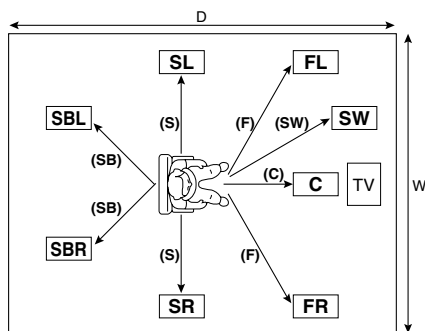 D
SL
FL
SBL
(S)
(F)
(SW)
SW
(SB)
(C)
C
TV
W
(SB)
SBR
(S)
(F)
SR
FR